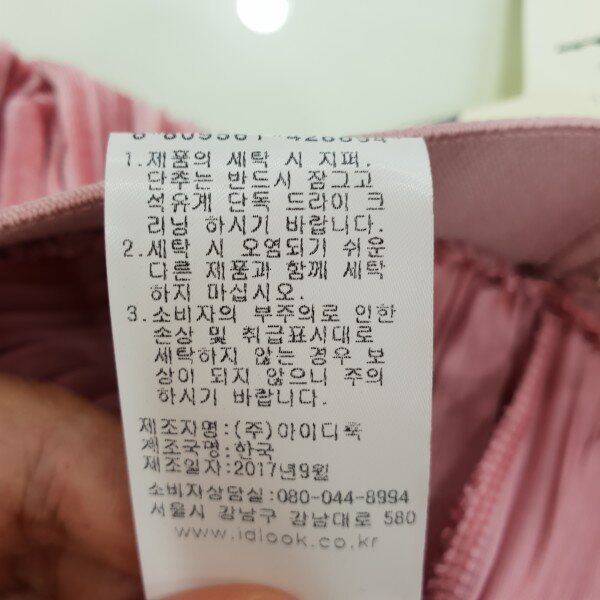 1.제품의 세탁 시 지퍼,
단추는 반드시 잠그고
석유계 단독 드라이 크
리닝 하시기 바랍니다.
2.세탁 시 오염되기 쉬운
다른 제품과 함께 세탁
하지 마십시오.
3.소비자의 부주의로 인한
손상 및 취급표시대로
세탁하지 않는 경우 보
상이 되지 않으니 주의
하시기 바랍니다.
제조자명:(주)아이디룩
제조국명:한국
제조일자:2017년9월
소비자상담실:080-044-8994
서울시 강남구 강남대로 580
www.idlook.co.kr